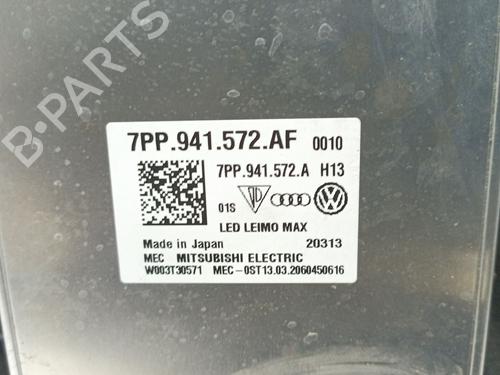 7PP.941.572.AF 0010
7PP.941.572.A H13
01S
LED LEIMO MAX
Made in Japan 20313
MEC MITSUBISHI ELECTRIC
W003T30571 MEC-0ST13.03.2060450616
B-PARTS